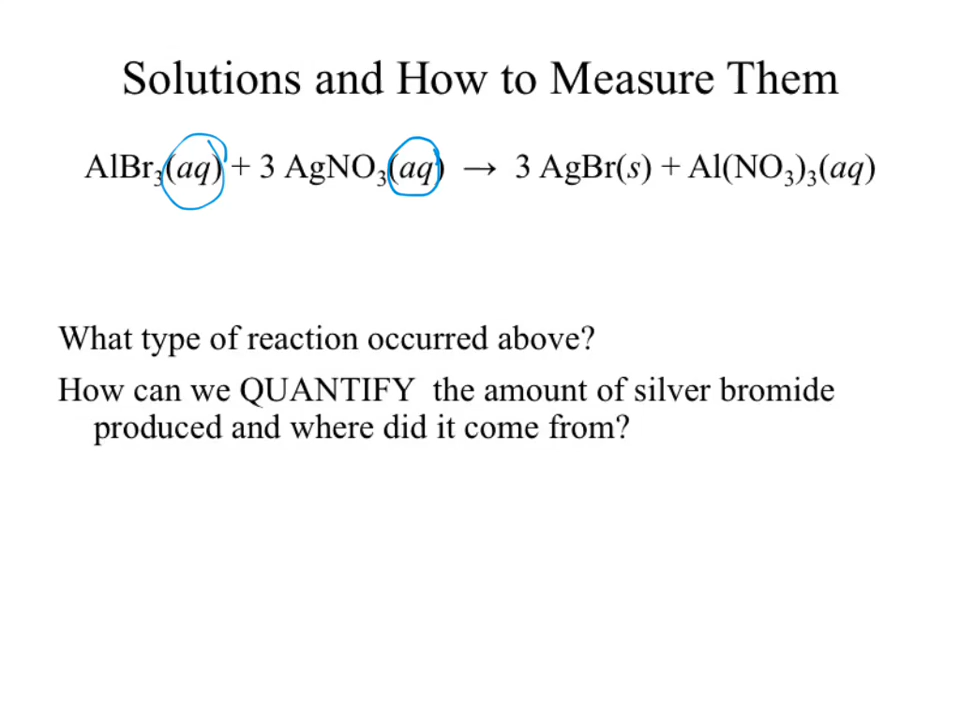 Solutions and How to Measure Them
AlBr₃(aq) + 3 AgNO₃(aq) → 3 AgBr(s) + Al(NO₃)₃(aq)
What type of reaction occurred above?
How can we QUANTIFY the amount of silver bromide
produced and where did it come from?